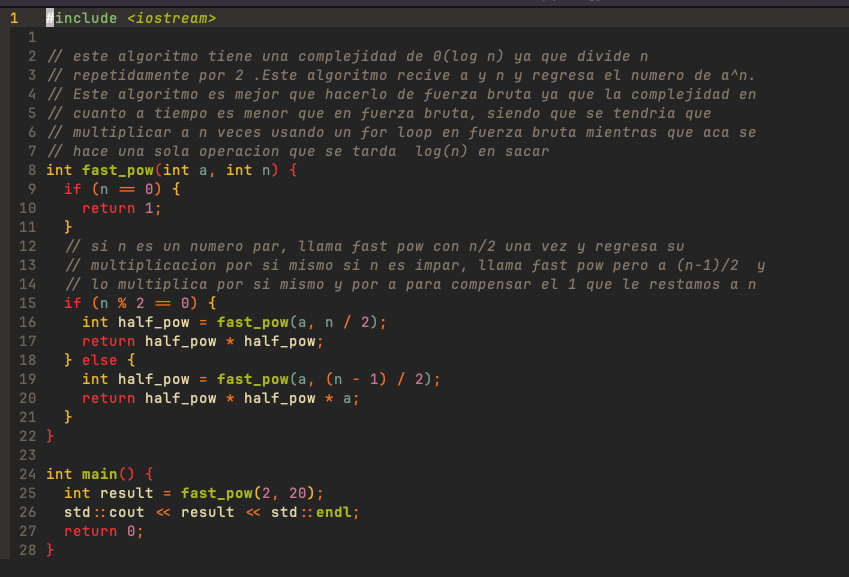 1 #include <iostream>
1
2 // este algoritmo tiene una complejidad de O(log n) ya que divide n
3 // repetidamente por 2 .Este algoritmo recive a y n y regresa el numero de a^n.
4 // Este algoritmo es mejor que hacerlo de fuerza bruta ya que la complejidad en
5 // cuanto a tiempo es menor que en fuerza bruta, siendo que se tendria que
6 // multiplicar a n veces usando un for loop en fuerza bruta mientras que aca se
7 // hace una sola operacion que se tarda  log(n) en sacar
8 int fast_pow(int a, int n) {
9   if (n == 0) {
10     return 1;
11   }
12   // si n es un numero par, llama fast pow con n/2 una vez y regresa su
13   // multiplicacion por si mismo si n es impar, llama fast pow pero a (n-1)/2  y
14   // lo multiplica por si mismo y por a para compensar el 1 que le restamos a n
15   if (n % 2 == 0) {
16     int half_pow = fast_pow(a, n / 2);
17     return half_pow * half_pow;
18   } else {
19     int half_pow = fast_pow(a, (n - 1) / 2);
20     return half_pow * half_pow * a;
21   }
22 }
23
24 int main() {
25   int result = fast_pow(2, 20);
26   std::cout << result << std::endl;
27   return 0;
28 }